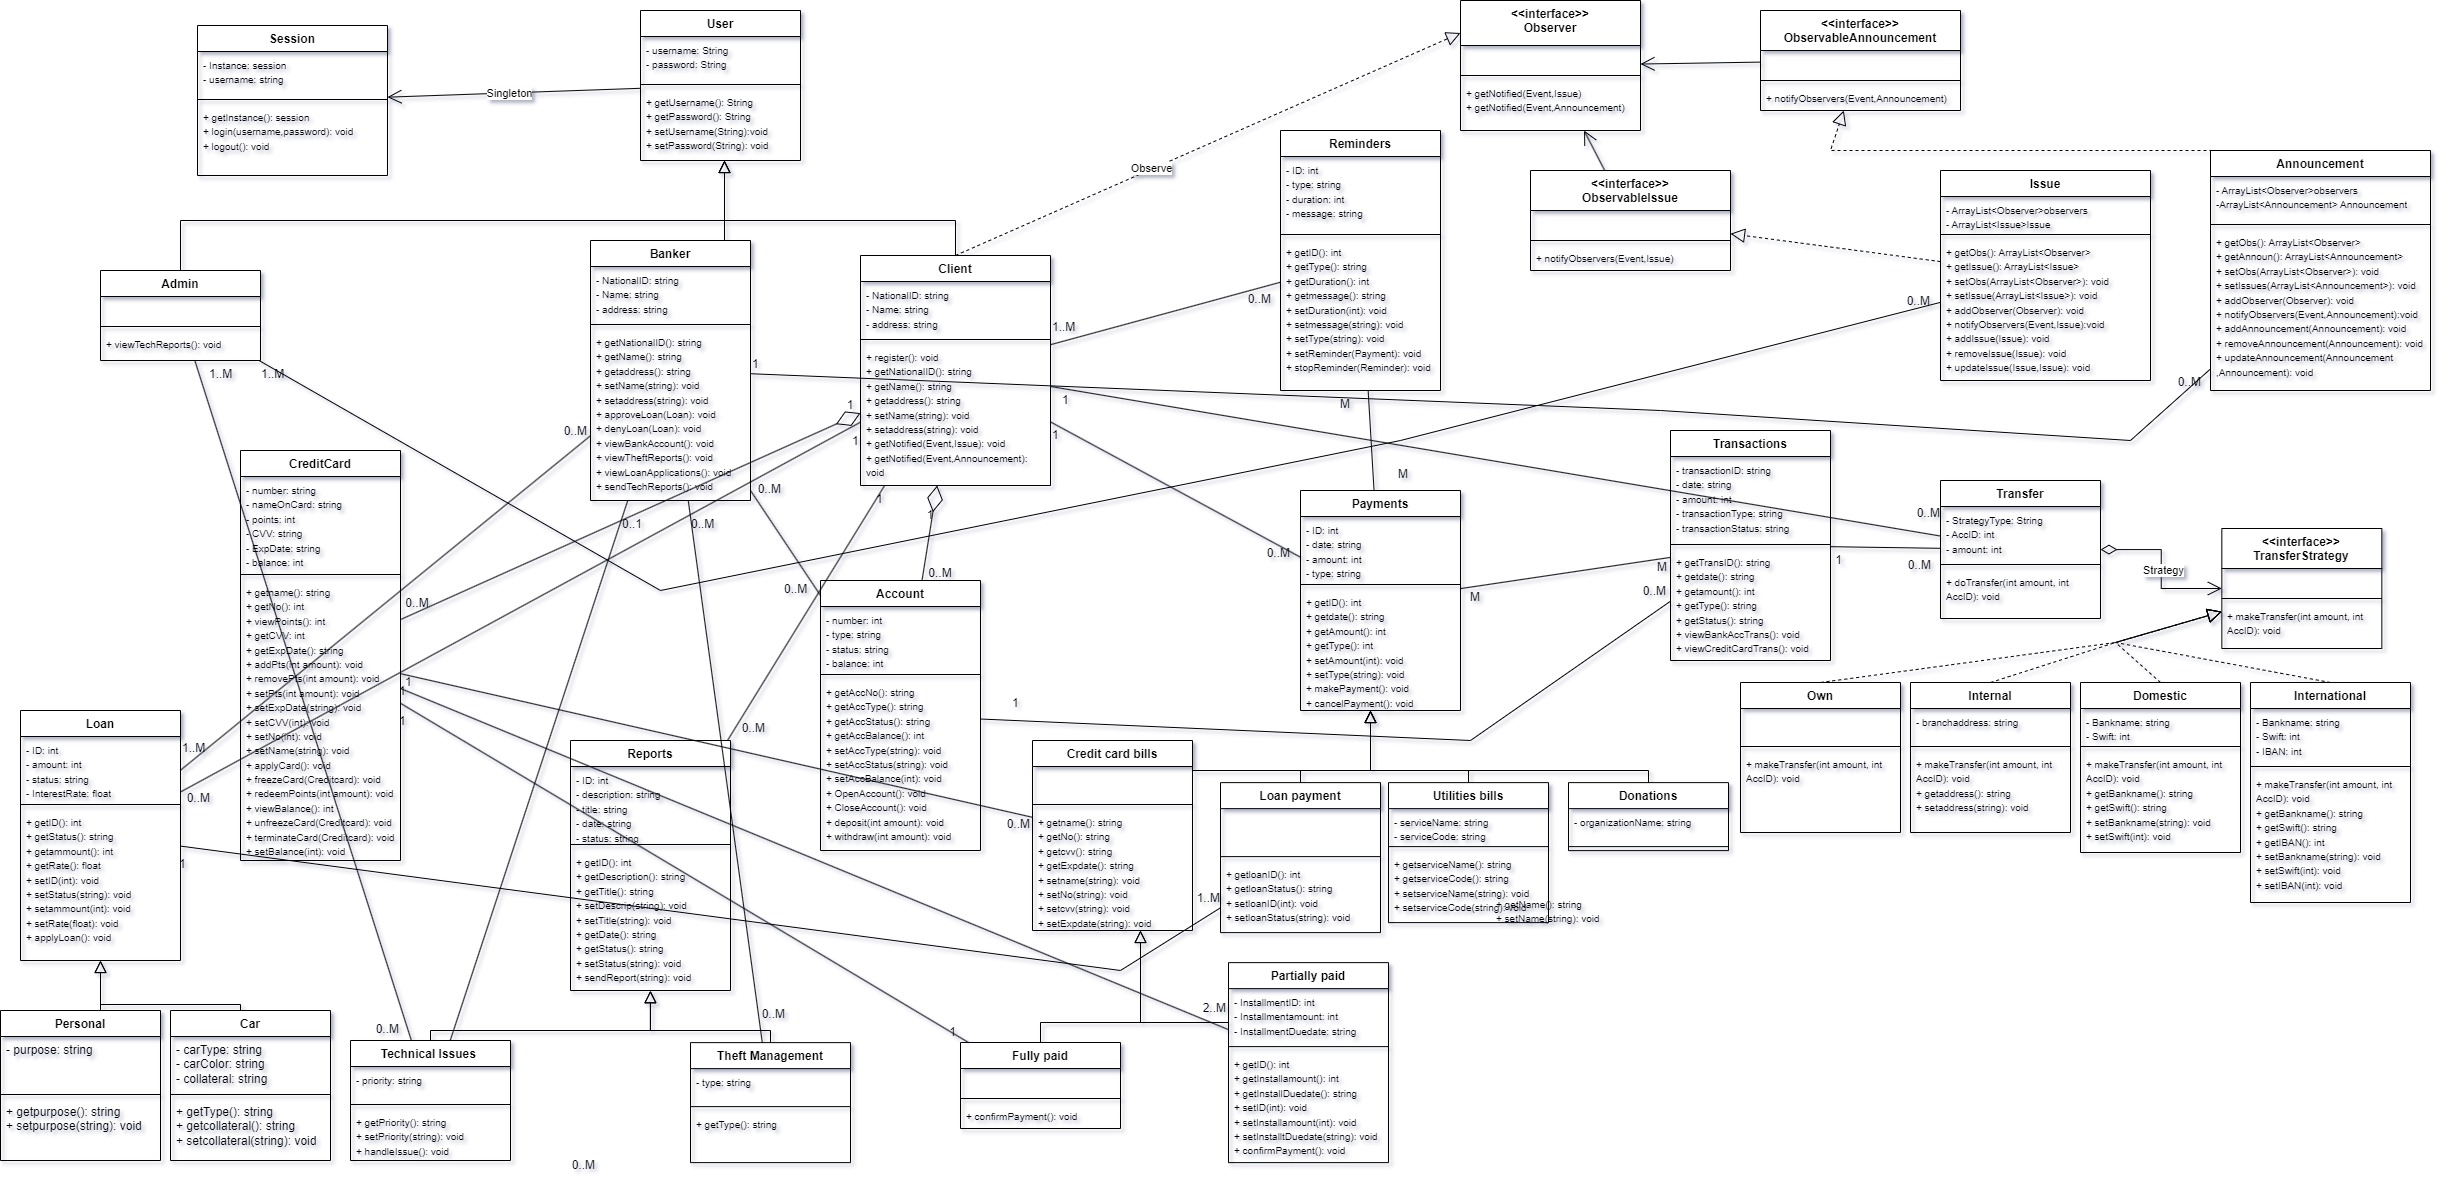 Session
- Instance: session
- username: string
+ getInstance(): session
+ login(username,password): void
+ logout(): void
Singleton
User
- username: String
- password: String
+ getUsername(): String
+ getPassword(): String
+ setUsername(String):void
+ setPassword(String): void
<<interface>>
Observer
+ getNotified(Event,Issue)
+ getNotified(Event,Announcement)
<<interface>>
ObservableAnnouncement
+ notifyObservers(Event,Announcement)
Observe
<<interface>>
ObservableIssue
+ notifyObservers(Event,Issue)
Reminders
- ID: int
- type: string
- duration: int
- message: string
+ getID(): int
+ getType(): string
+ getDuration(): int
+ getmessage(): string
+ setDuration(int): void
+ setmessage(string): void
+ setType(string): void
+ setReminder(Payment): void
+ stopReminder(Reminder): void
Issue
- ArrayList<Observer>observers
- ArrayList<Issue>Issue
+ getObs(): ArrayList<Observer>
+ getIssue(): ArrayList<Issue>
+ setObs(ArrayList<Observer>): void
+ setIssue(ArrayList<Issue>): void
+ addObserver(Observer): void
+ notifyObservers(Event,Issue):void
+ addIssue(Issue): void
+ removeIssue(Issue): void
+ updateIssue(Issue,Issue): void
Announcement
- ArrayList<Observer>observers
-ArrayList<Announcement> Announcement
+ getObs(): ArrayList<Observer>
+ getAnnoun(): ArrayList<Announcement>
+ setObs(ArrayList<Observer>): void
+ setIssues(ArrayList<Announcement>): void
+ addObserver(Observer): void
+ notifyObservers(Event,Announcement):void
+ addAnnouncement(Announcement): void
+ removeAnnouncement(Announcement): void
+ updateAnnouncement(Announcement
,Announcement): void
Admin
+ viewTechReports(): void
1..M
1..M
Banker
- NationalID: string
- Name: string
- address: string
+ getNationalID(): string
+ getName(): string
+ getaddress(): string
+ setName(string): void
+ setaddress(string): void
+ approveLoan(Loan): void
+ denyLoan(Loan): void
+ viewBankAccount(): void
+ viewTheftReports(): void
+ viewLoanApplications(): void
+ sendTechReports(): void
Client
- NationalID: string
- Name: string
- address: string
+ register(): void
+ getNationalID(): string
+ getName(): string
+ getaddress(): string
+ setName(string): void
+ setaddress(string): void
+ getNotified(Event,Issue): void
+ getNotified(Event,Announcement):
void
1
1..M
0..M
0..M
0..M
1
1
1
1
M
M
0..M
0..M
0..1
0..M
1
1
0..M
0..M
0..M
0..M
0..M
CreditCard
- number: string
- nameOnCard: string
- points: int
- CVV: string
- ExpDate: string
- balance: int
+ getname(): string
+ getNo(): int
+ viewPoints(): int
+ getCVV: int
+ getExpDate(): string
+ addPts(int amount): void
+ removePts(int amount): void
+ setPts(int amount): void
+ setExpDate(string): void
+ setCVV(int): void
+ setNo(int): void
+ setName(string): void
+ applyCard(): void
+ freezeCard(Creditcard): void
+ redeemPoints(int amount): void
+ viewBalance(): int
+ unfreezeCard(Creditcard): void
+ terminateCard(Creditcard): void
+ setBalance(int): void
1
1
1
Account
- number: int
- type: string
- status: string
- balance: int
+ getAccNo(): string
+ getAccType(): string
+ getAccStatus(): string
+ getAccBalance(): int
+ setAccType(string): void
+ setAccStatus(string): void
+ setAccBalance(int): void
+ OpenAccount(): void
+ CloseAccount(): void
+ deposit(int amount): void
+ withdraw(int amount): void
1
Payments
- ID: int
- date: string
- amount: int
- type: string
+ getID(): int
+ getdate(): string
+ getAmount(): int
+ getType(): int
+ setAmount(int): void
+ setType(string): void
+ makePayment(): void
+ cancelPayment(): void
M
M
0..M
Transactions
- transactionID: string
- date: string
- amount: int
- transactionType: string
- transactionStatus: string
+ getTransID(): string
+ getdate(): string
+ getamount(): int
+ getType(): string
+ getStatus(): string
+ viewBankAccTrans(): void
+ viewCreditCardTrans(): void
1
0..M
Transfer
- StrategyType: String
- AccID: int
- amount: int
+ doTransfer(int amount, int
AccID): void
Strategy
<<interface>>
TransferStrategy
+ makeTransfer(int amount, int
AccID): void
Own
+ makeTransfer(int amount, int
AccID): void
Internal
- branchaddress: string
+ makeTransfer(int amount, int
AccID): void
+ getaddress(): string
+ setaddress(string): void
Domestic
- Bankname: string
- Swift: int
+ makeTransfer(int amount, int
AccID): void
+ getBankname(): string
+ getSwift(): string
+ setBankname(string): void
+ setSwift(int): void
International
- Bankname: string
- Swift: int
- IBAN: int
+ makeTransfer(int amount, int
AccID): void
+ getBankname(): string
+ getSwift(): string
+ getIBAN(): int
+ setBankname(string): void
+ setSwift(int): void
+ setIBAN(int): void
Loan
- ID: int
- amount: int
- status: string
- InterestRate: float
+ getID(): int
+ getStatus(): string
+ getammount(): int
+ getRate(): float
+ setID(int): void
+ setStatus(string): void
+ setammount(int): void
+ setRate(float): void
+ applyLoan(): void
1..M
0..M
1
Reports
- ID: int
- description: string
- title: string
- date: string
- status: string
+ getID(): int
+ getDescription(): string
+ getTitle(): string
+ setDescrip(string): void
+ setTitle(string): void
+ getDate(): string
+ getStatus(): string
+ setStatus(string): void
+ sendReport(string): void
Credit card bills
+ getname(): string
+ getNo(): string
+ getcvv(): string
+ getExpdate(): string
+ setname(string): void
+ setNo(string): void
+ setcvv(string): void
+ setExpdate(string): void
0..M
1..M
Loan payment
+ getloanID(): int
+ getloanStatus(): string
+ setloanID(int): void
+ setloanStatus(string): void
Utilities bills
- serviceName: string
- serviceCode: string
+ getserviceName(): string
+ getserviceCode(): string
+ setserviceName(string): void
+ setserviceCode(string): void
Donations
- organizationName: string
+ getName(): string
+ setName(string): void
Personal
- purpose: string
+ getpurpose(): string
+ setpurpose(string): void
Car
- carType: string
- carColor: string
- collateral: string
+ getType(): string
+ getcollateral(): string
+ setcollateral(string): void
0..M
Technical Issues
- priority: string
+ getPriority(): string
+ setPriority(string): void
+ handleIssue(): void
0..M
0..M
Theft Management
- type: string
+ getType(): string
1
Fully paid
+ confirmPayment(): void
2..M
Partially paid
- InstallmentID: int
- Installmentamount: int
- InstallmentDuedate: string
+ getID(): int
+ getInstallamount(): int
+ getInstallDuedate(): string
+ setID(int): void
+ setInstallamount(int): void
+ setInstalltDuedate(string): void
+ confirmPayment(): void